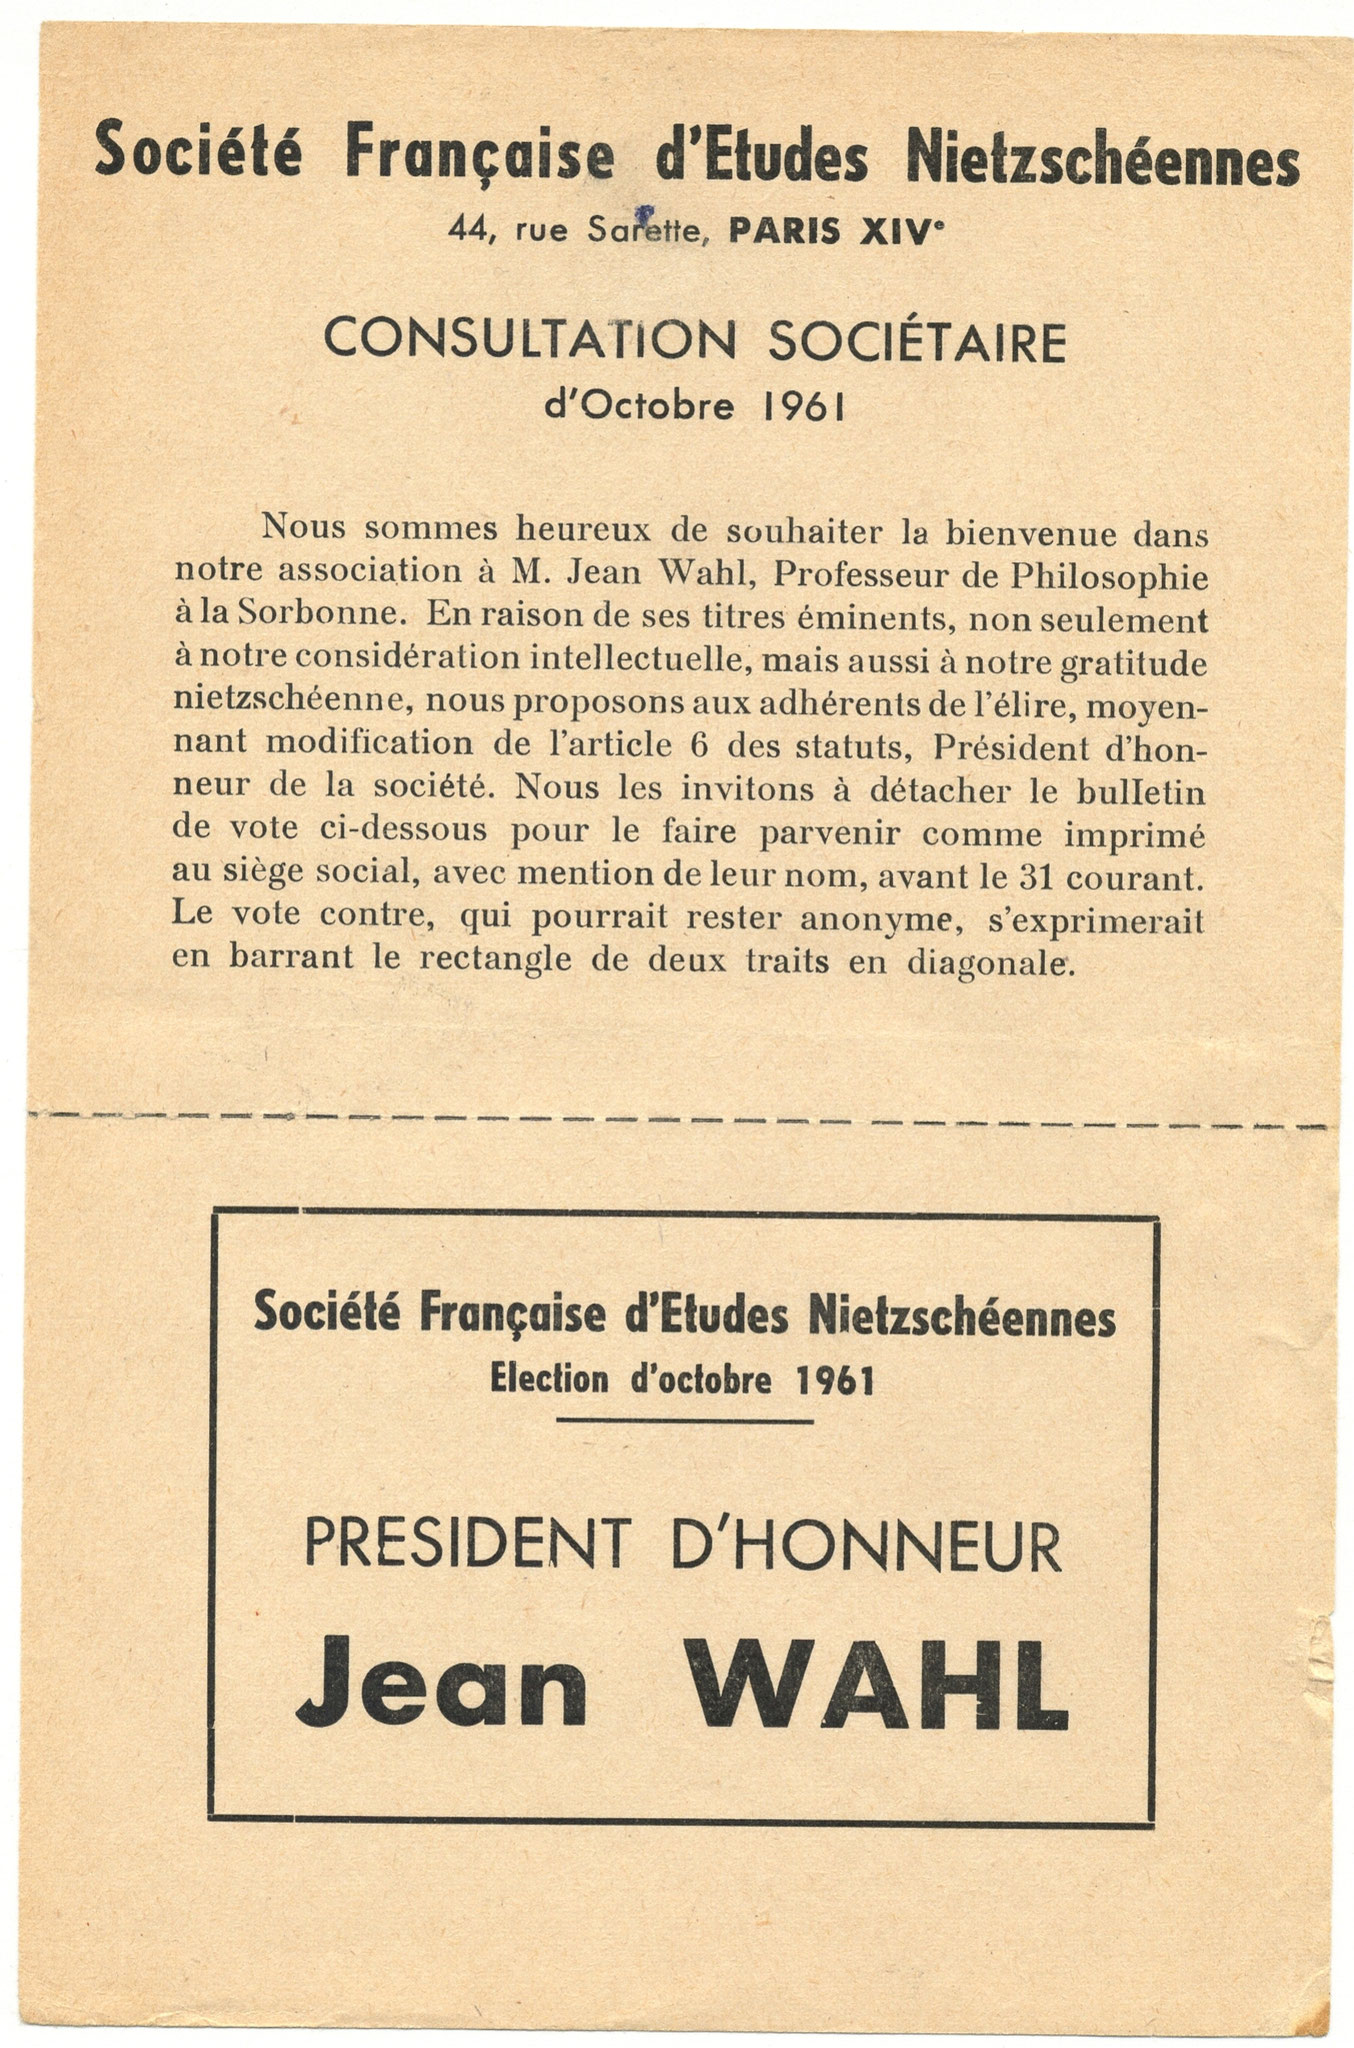 Société Française d'Etudes Nietzschéennes
44, rue Sarette, PARIS XIVe
CONSULTATION SOCIÉTAIRE
d'Octobre 1961
Nous sommes heureux de souhaiter la bienvenue dans
notre association à M. Jean Wahl, Professeur de Philosophie
à la Sorbonne. En raison de ses titres éminents, non seulement
à notre considération intellectuelle, mais aussi à notre gratitude
nietzschéenne, nous proposons aux adhérents de l'élire, moyen-
nant modification de l'article 6 des statuts, Président d'hon-
neur de la société. Nous les invitons à détacher le bulletin
de vote ci-dessous pour le faire parvenir comme imprimé
au siège social, avec mention de leur nom, avant le 31 courant.
Le vote contre, qui pourrait rester anonyme, s'exprimerait
en barrant le rectangle de deux traits en diagonale.
Société Française d'Etudes Nietzschéennes
Election d'octobre 1961
PRESIDENT D'HONNEUR
Jean WAHL